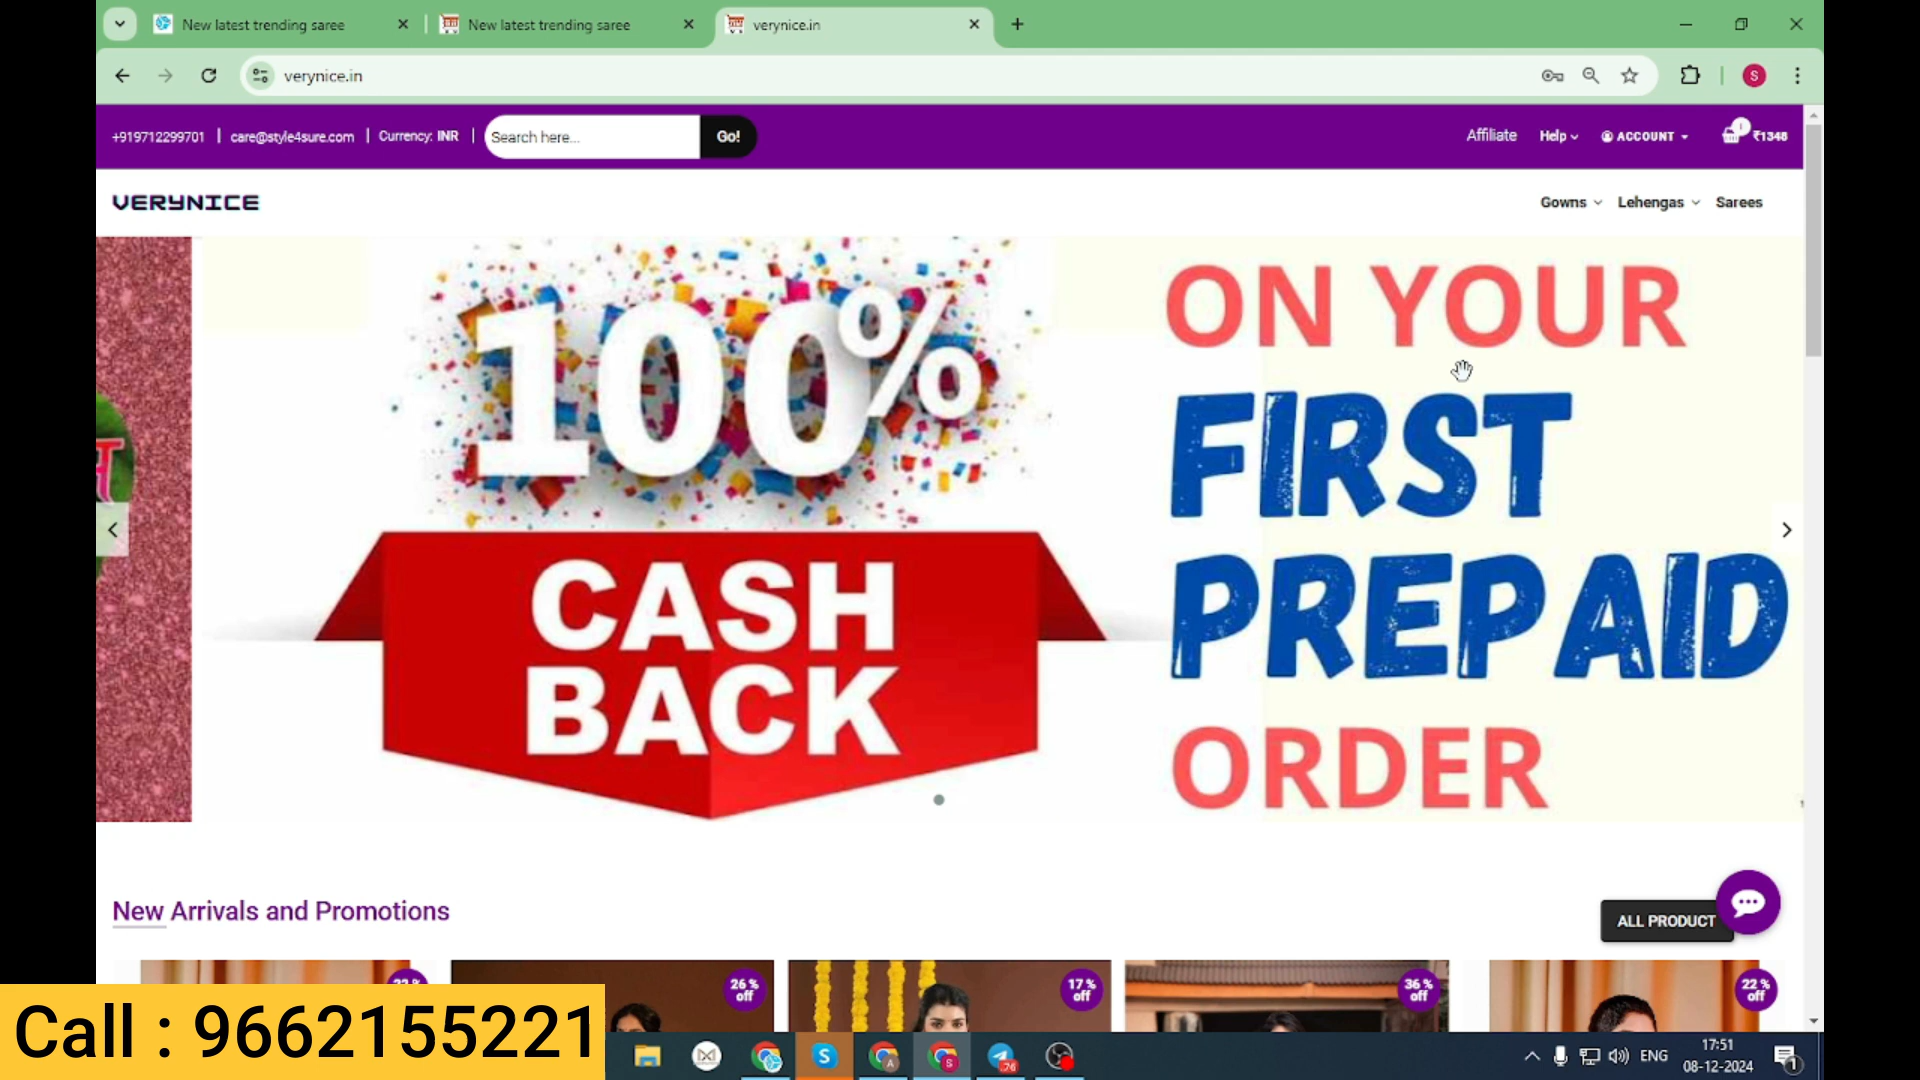 New latest trending saree
New latest trending saree
verynice.in
verynice.in
S
+919712299701 | care@style4sure.com | Currency: INR |
Search here...
Go!
Affiliate
Help
ACCOUNT
1
₹1348
VERYNICE
Gowns
Lehengas
Sarees
100%
CASH
BACK
ON YOUR
FIRST
PREPAID
ORDER
New Arrivals and Promotions
ALL PRODUCT
26 %
off
17 %
off
36 %
off
22 %
off
Call : 9662155221
ENG
17:51
08-12-2024
1